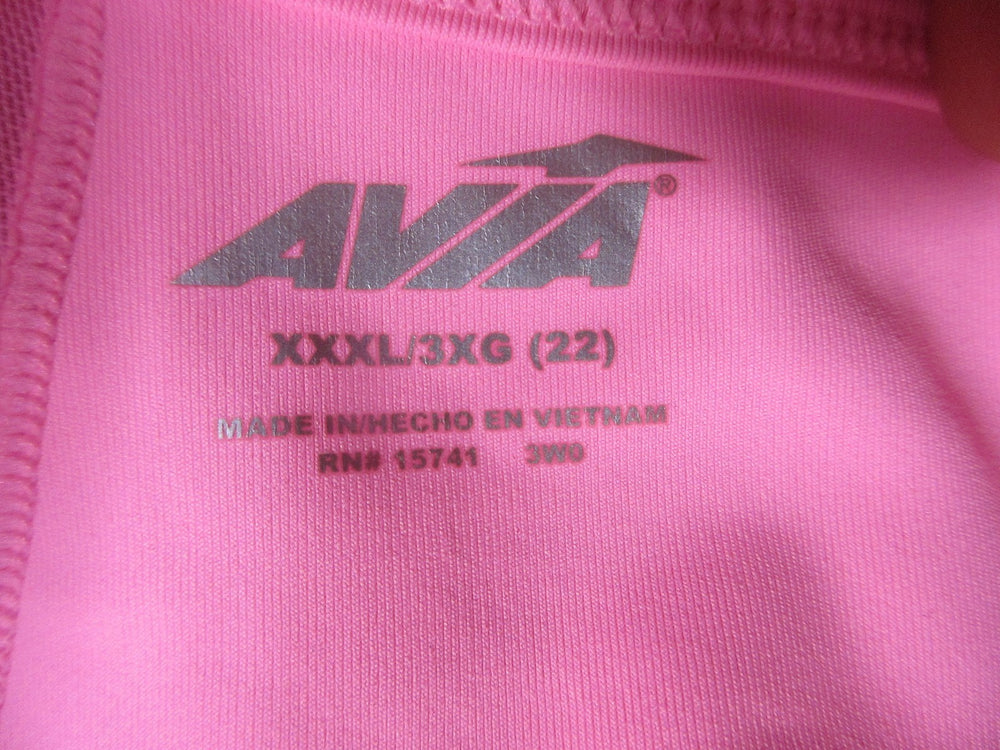 AVIA®
XXXL/3XG (22)
MADE IN/HECHO EN VIETNAM
RN# 15741 3W0